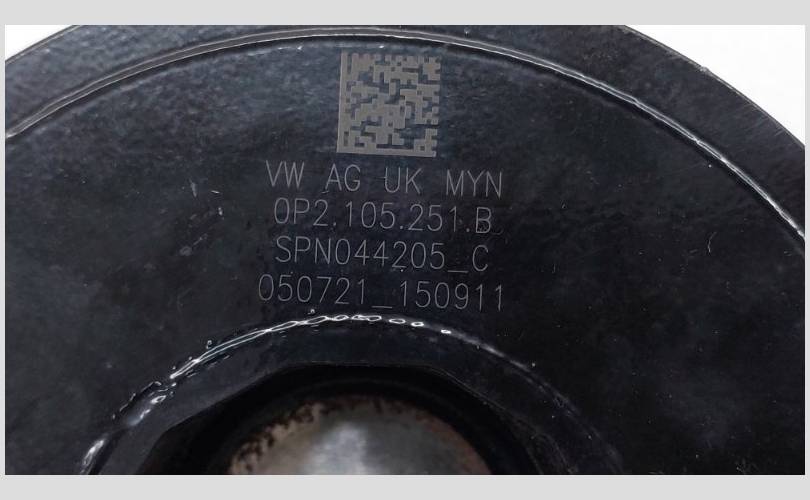 VW AG UK MYN
0P2.105.251.B
SPN044205_C
050721_150911